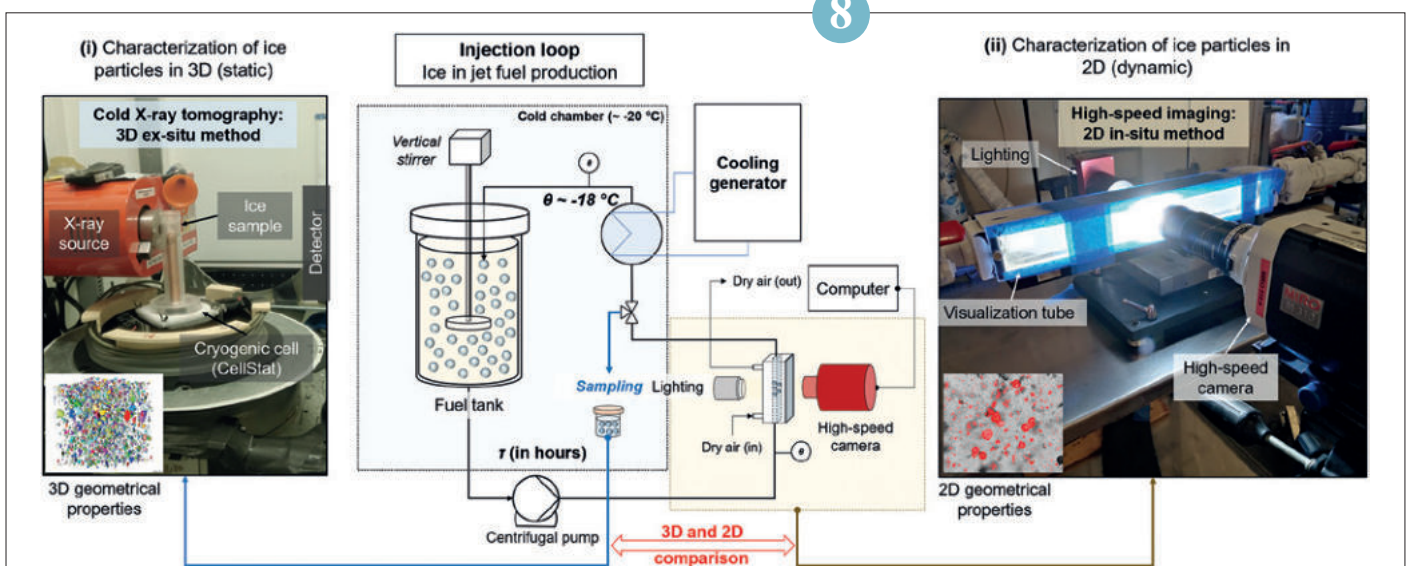 8
(i) Characterization of ice
particles in 3D (static)
Cold X-ray tomography:
3D ex-situ method
X-ray
source
Ice
sample
Detector
Cryogenic cell
(CellStat)
3D geometrical
properties
Injection loop
Ice in jet fuel production
Cold chamber (~ -20 °C)
Vertical
stirrer
θ
θ ~ -18 °C
Cooling
generator
Fuel tank
Sampling
τ (in hours)
Centrifugal pump
Dry air (out)
Computer
Lighting
Dry air (in)
High-speed
camera
θ
3D and 2D
comparison
(ii) Characterization of ice particles in
2D (dynamic)
High-speed imaging:
2D in-situ method
Lighting
Visualization tube
High-speed
camera
2D geometrical
properties